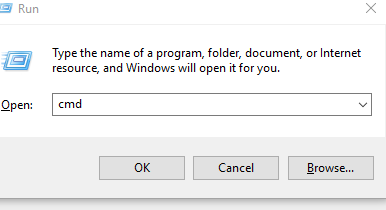 Run
Type the name of a program, folder, document, or Internet
resource, and Windows will open it for you.
Open: cmd
OK Cancel Browse...